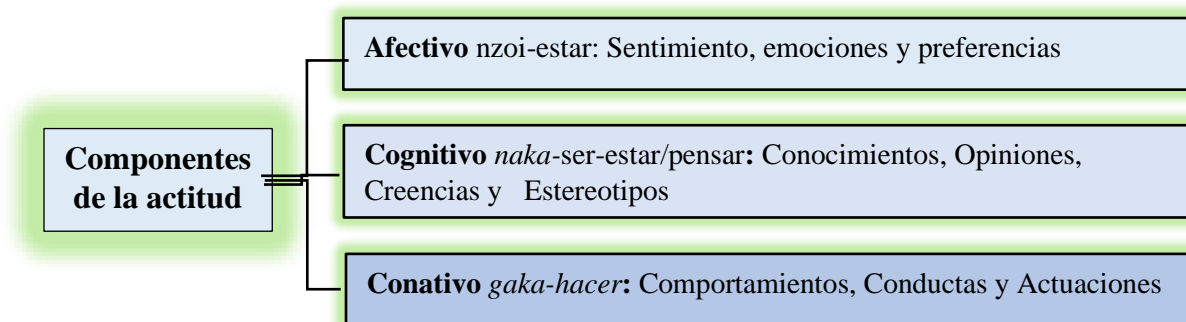 Afectivo nzoi-estar: Sentimiento, emociones y preferencias
Componentes
de la actitud
Cognitivo naka-ser-estar/pensar: Conocimientos, Opiniones,
Creencias y Estereotipos
Conativo gaka-hacer: Comportamientos, Conductas y Actuaciones